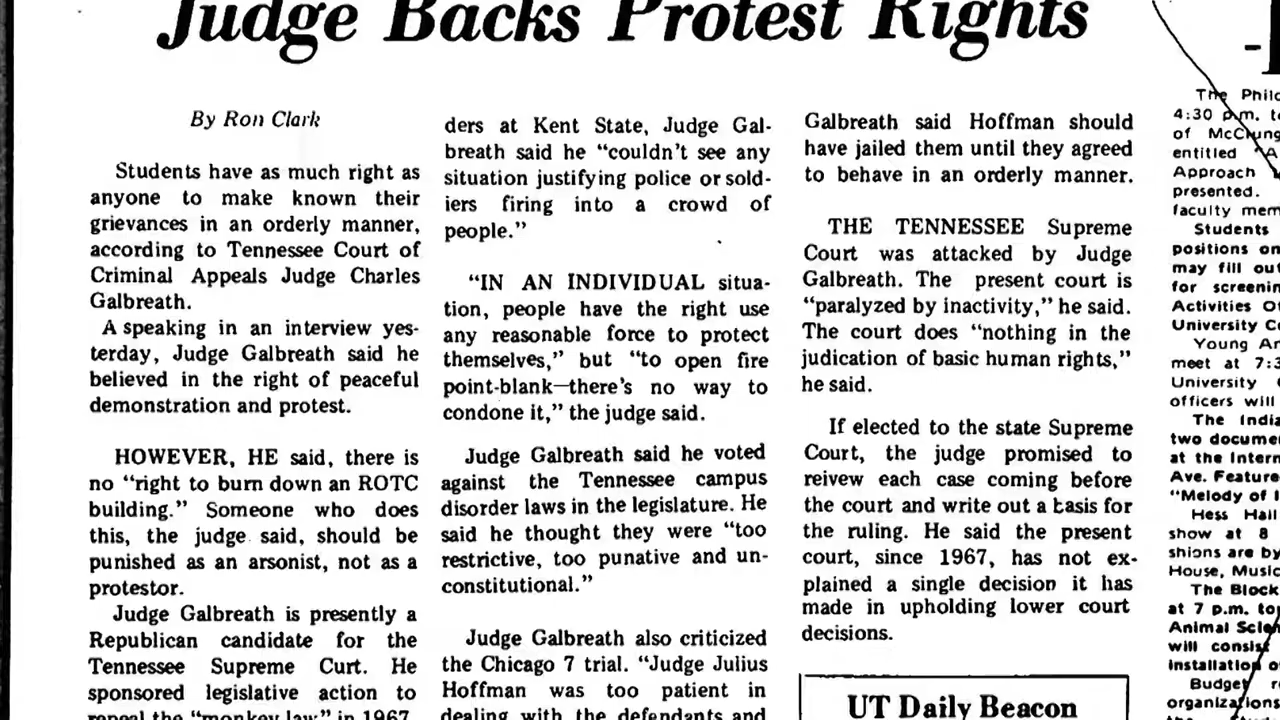 Judge Backs Protest Rights
By Ron Clark
Students have as much right as
anyone to make known their
grievances in an orderly manner,
according to Tennessee Court of
Criminal Appeals Judge Charles
Galbreath.
A speaking in an interview yes-
terday, Judge Galbreath said he
believed in the right of peaceful
demonstration and protest.
HOWEVER, HE said, there is
no “right to burn down an ROTC
building.” Someone who does
this, the judge said, should be
punished as an arsonist, not as a
protestor.
Judge Galbreath is presently a
Republican candidate for the
Tennessee Supreme Curt. He
sponsored legislative action to
repeal the “monkey law” in 1967.
ders at Kent State, Judge Gal-
breath said he “couldn't see any
situation justifying police or sold-
iers firing into a crowd of
people.”
“IN AN INDIVIDUAL situa-
tion, people have the right use
any reasonable force to protect
themselves,” but “to open fire
point-blank—there's no way to
condone it,” the judge said.
Judge Galbreath said he voted
against the Tennessee campus
disorder laws in the legislature. He
said he thought they were “too
restrictive, too punative and un-
constitutional.”
Judge Galbreath also criticized
the Chicago 7 trial. “Judge Julius
Hoffman was too patient in
dealing with the defendants and
Galbreath said Hoffman should
have jailed them until they agreed
to behave in an orderly manner.
THE TENNESSEE Supreme
Court was attacked by Judge
Galbreath. The present court is
“paralyzed by inactivity,” he said.
The court does “nothing in the
judication of basic human rights,”
he said.
If elected to the state Supreme
Court, the judge promised to
reivew each case coming before
the court and write out a basis for
the ruling. He said the present
court, since 1967, has not ex-
plained a single decision it has
made in upholding lower court
decisions.
UT Daily Beacon
The Philo
4:30 p.m. to
of McClung
entitled “A
Approach
presented.
faculty mem
Students
positions on
may fill out
for screenin
Activities O
University C
Young Am
meet at 7:3
University
officers will
The India
two docume
at the Intern
Ave. Feature
“Melody of I
Hess Hall
show at 8
shions are by
House, Music
The Block
at 7 p.m. to
Animal Scien
will consist
installation o
Budget re
organizations